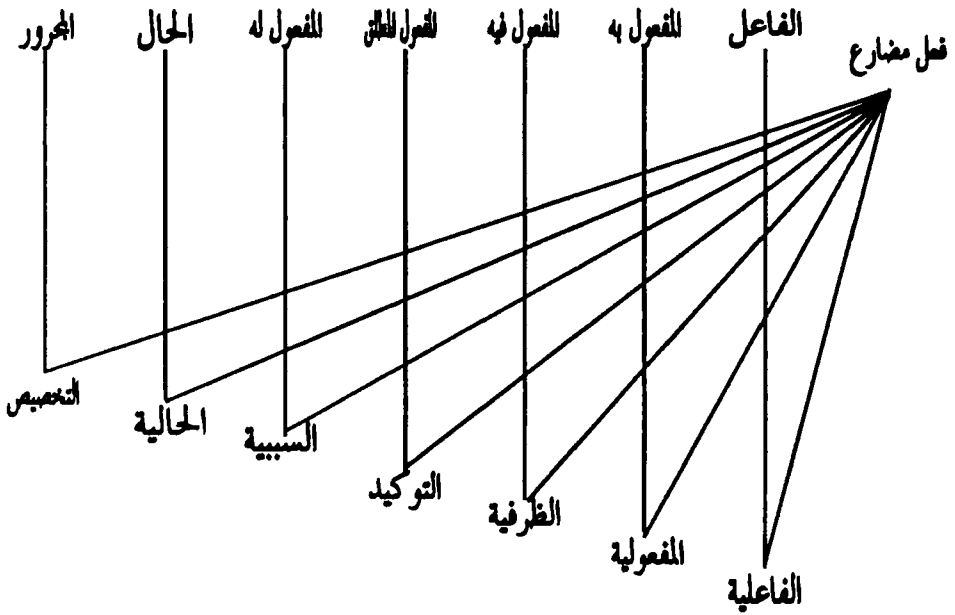 الفاعل
المفعول به
المفعول فيه
المفعول المطلق
المفعول له
الحال
المجرور
فعل مضارع
الفاعلية
المفعولية
الظرفية
التوكيد
السببية
الحالية
التخصيص